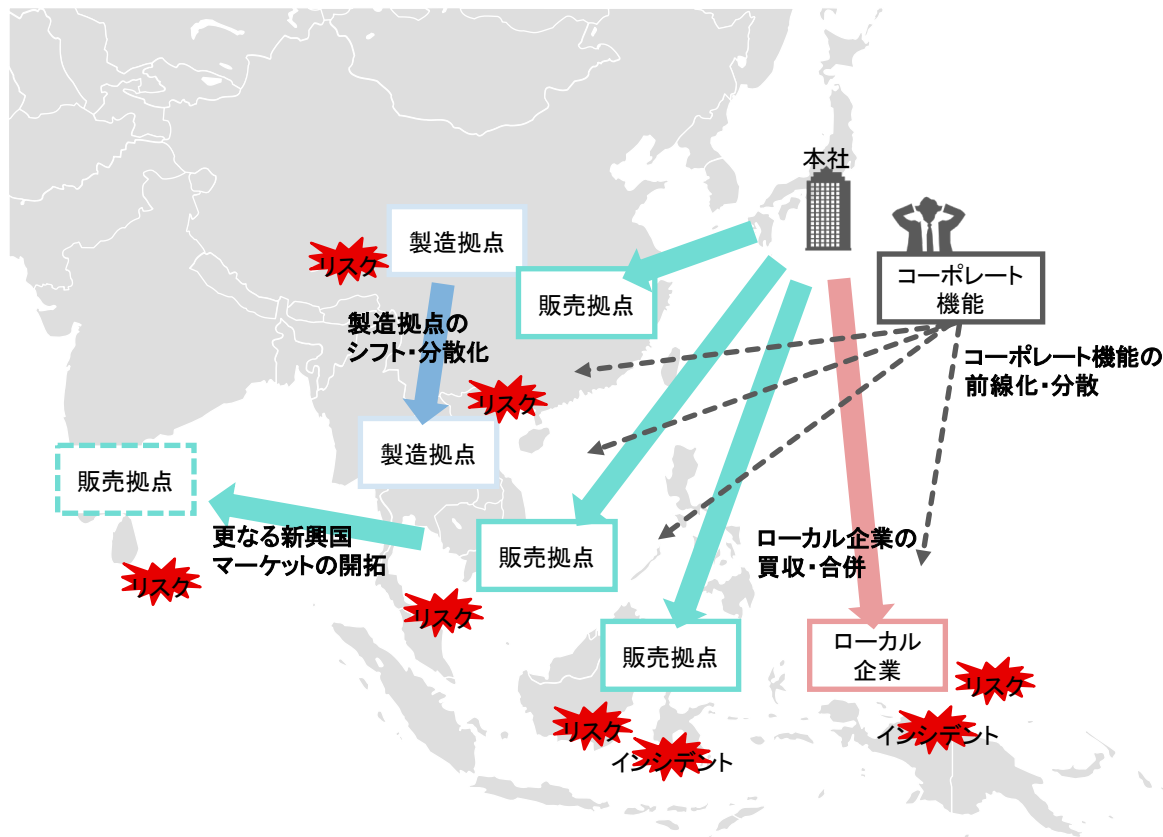 本社
製造拠点
リスク
コーポレート
機能
販売拠点
製造拠点の
シフト・分散化
コーポレート機能の
前線化・分散
リスク
製造拠点
販売拠点
更なる新興国
マーケットの開拓
販売拠点
ローカル企業の
買収・合併
リスク
リスク
販売拠点
ローカル
企業
リスク
リスク
インシデント
インシデント